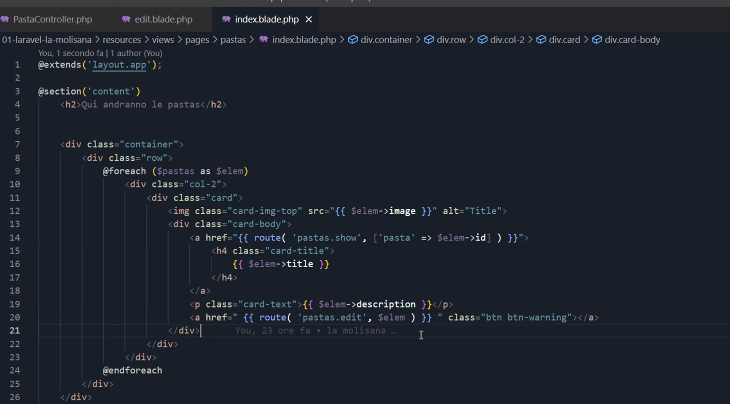 PastaController.php edit.blade.php index.blade.php ×
01-laravel-la-molisana > resources > views > pages > pastas > index.blade.php > div.container > div.row > div.col-2 > div.card > div.card-body
You, 1 secondo fa | 1 author (You)
1 @extends('layout.app');
2
3 @section('content')
4 <h2>Qui andranno le pastas</h2>
5
6
7 <div class="container">
8 <div class="row">
9 @foreach ($pastas as $elem)
10 <div class="col-2">
11 <div class="card">
12 <img class="card-img-top" src="{{ $elem->image }}" alt="Title">
13 <div class="card-body">
14 <a href="{{ route( 'pastas.show', ['pasta' => $elem->id] ) }}">
15 <h4 class="card-title">
16 {{ $elem->title }}
17 </h4>
18 </a>
19 <p class="card-text">{{ $elem->description }}</p>
20 <a href=" {{ route( 'pastas.edit', $elem ) }} " class="btn btn-warning"></a>
21 </div> You, 23 ore fa • la molisana …
22 </div>
23 </div>
24 @endforeach
25 </div>
26 </div>